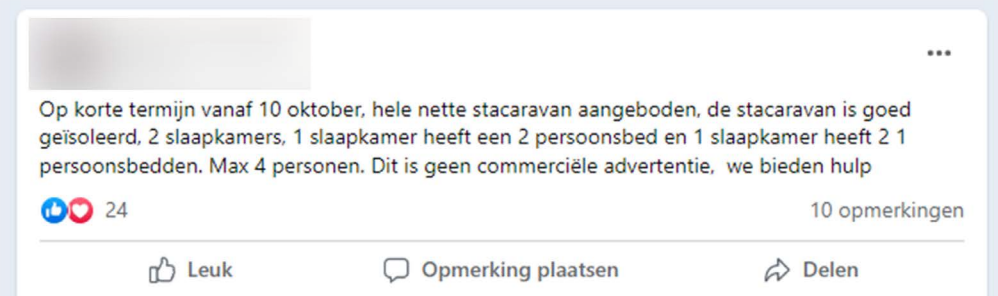 Op korte termijn vanaf 10 oktober, hele nette stacaravan aangeboden, de stacaravan is goed
geïsoleerd, 2 slaapkamers, 1 slaapkamer heeft een 2 persoonsbed en 1 slaapkamer heeft 2 1
persoonsbedden. Max 4 personen. Dit is geen commerciële advertentie,  we bieden hulp
24 10 opmerkingen
Leuk Opmerking plaatsen Delen